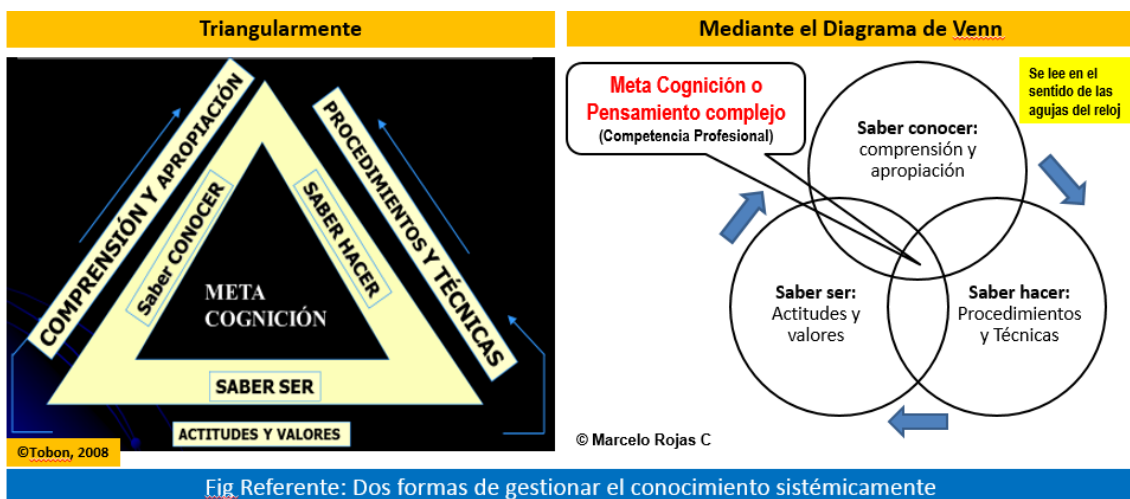 Triangularmente
COMPRENSIÓN Y APROPIACIÓN
Saber CONOCER
PROCEDIMIENTOS Y TÉCNICAS
SABER HACER
META
COGNICIÓN
SABER SER
ACTITUDES Y VALORES
©Tobon, 2008
Mediante el Diagrama de Venn
Meta Cognición o
Pensamiento complejo
(Competencia Profesional)
Se lee en el
sentido de las
agujas del reloj
Saber conocer:
comprensión y
apropiación
Saber ser:
Actitudes y
valores
Saber hacer:
Procedimientos
y Técnicas
© Marcelo Rojas C
Fig Referente: Dos formas de gestionar el conocimiento sistémicamente